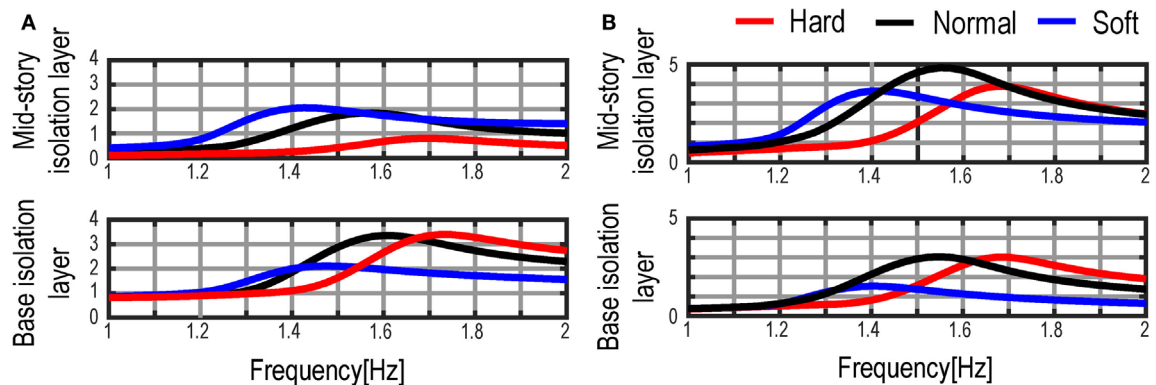 A
B
Hard Normal Soft
Mid-story
isolation layer
4
3
2
1
0
1 1.2 1.4 1.6 1.8 2
Base isolation
layer
4
3
2
1
0
1 1.2 1.4 1.6 1.8 2
Frequency[Hz]
Mid-story
isolation layer
5
0
1 1.2 1.4 1.6 1.8 2
Base isolation
layer
5
0
1 1.2 1.4 1.6 1.8 2
Frequency[Hz]